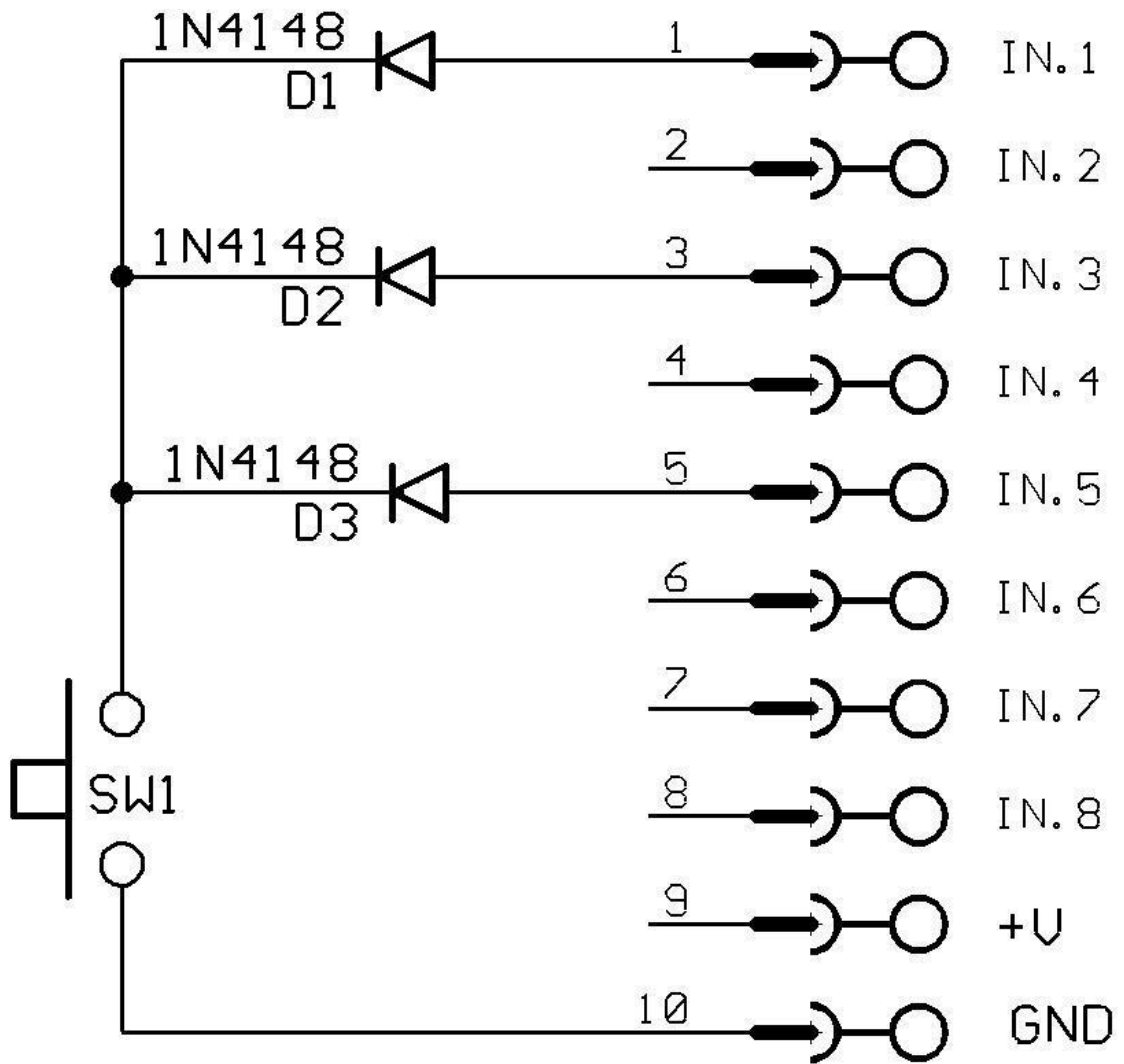 1N4148 1 IN.1
D1
2 IN.2
1N4148 3 IN.3
D2
4 IN.4
1N4148 5 IN.5
D3
6 IN.6
7 IN.7
SW1 8 IN.8
9 +V
10 GND